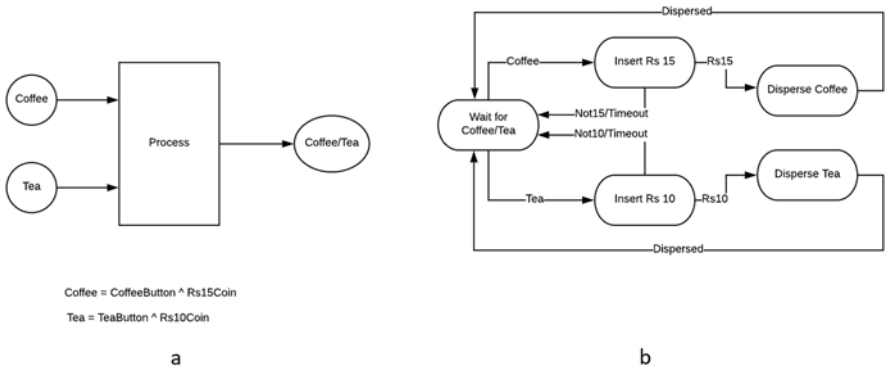 Coffee
Tea
Process
Coffee/Tea
Coffee = CoffeeButton ^ Rs15Coin
Tea = TeaButton ^ Rs10Coin
a
Dispersed
Coffee
Insert Rs 15
Rs15
Disperse Coffee
Wait for
Coffee/Tea
Not15/Timeout
Not10/Timeout
Tea
Insert Rs 10
Rs10
Disperse Tea
Dispersed
b